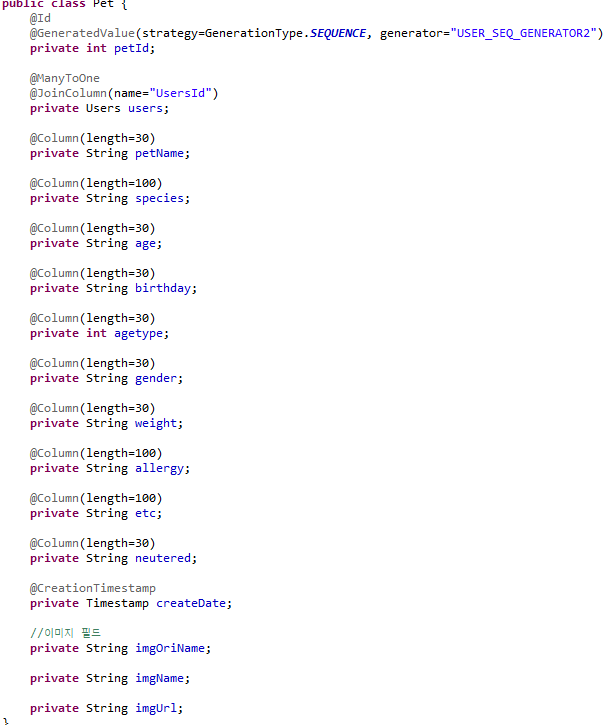 public class Pet {
@Id
@GeneratedValue(strategy=GenerationType.SEQUENCE, generator="USER_SEQ_GENERATOR2")
private int petId;
@ManyToOne
@JoinColumn(name="UsersId")
private Users users;
@Column(length=30)
private String petName;
@Column(length=100)
private String species;
@Column(length=30)
private String age;
@Column(length=30)
private String birthday;
@Column(length=30)
private int agetype;
@Column(length=30)
private String gender;
@Column(length=30)
private String weight;
@Column(length=100)
private String allergy;
@Column(length=100)
private String etc;
@Column(length=30)
private String neutered;
@CreationTimestamp
private Timestamp createDate;
//이미지 필드
private String imgOriName;
private String imgName;
private String imgUrl;
}